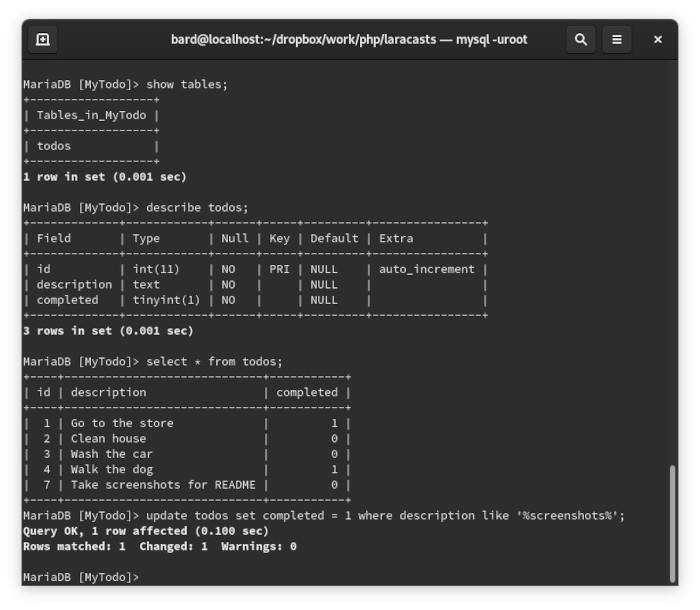 bard@localhost:~/dropbox/work/php/laracasts — mysql -uroot
MariaDB [MyTodo]> show tables;
+------------------+
| Tables_in_MyTodo |
+------------------+
| todos            |
+------------------+
1 row in set (0.001 sec)
MariaDB [MyTodo]> describe todos;
+-------------+------------+------+-----+---------+----------------+
| Field       | Type       | Null | Key | Default | Extra          |
+-------------+------------+------+-----+---------+----------------+
| id          | int(11)    | NO   | PRI | NULL    | auto_increment |
| description | text       | NO   |     | NULL    |                |
| completed   | tinyint(1) | NO   |     | NULL    |                |
+-------------+------------+------+-----+---------+----------------+
3 rows in set (0.001 sec)
MariaDB [MyTodo]> select * from todos;
+----+-----------------------------+-----------+
| id | description                 | completed |
+----+-----------------------------+-----------+
|  1 | Go to the store             |         1 |
|  2 | Clean house                 |         0 |
|  3 | Wash the car                |         0 |
|  4 | Walk the dog                |         1 |
|  7 | Take screenshots for README |         0 |
+----+-----------------------------+-----------+
MariaDB [MyTodo]> update todos set completed = 1 where description like '%screenshots%';
Query OK, 1 row affected (0.100 sec)
Rows matched: 1  Changed: 1  Warnings: 0
MariaDB [MyTodo]>